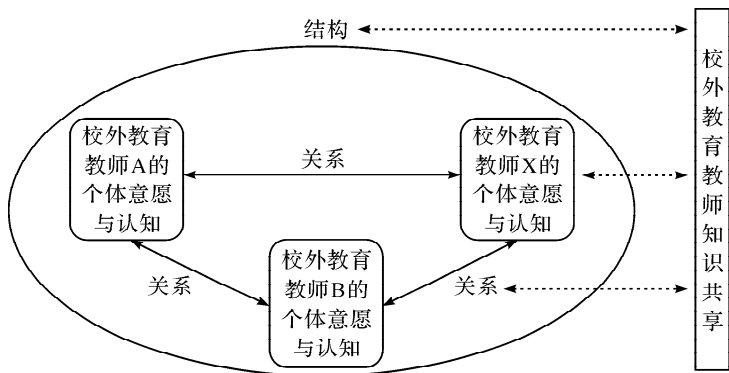 结构
校外教育
教师A的
个体意愿
与认知
关系
校外教育
教师X的
个体意愿
与认知
关系
校外教育
教师B的
个体意愿
与认知
关系
校外教育教师知识共享